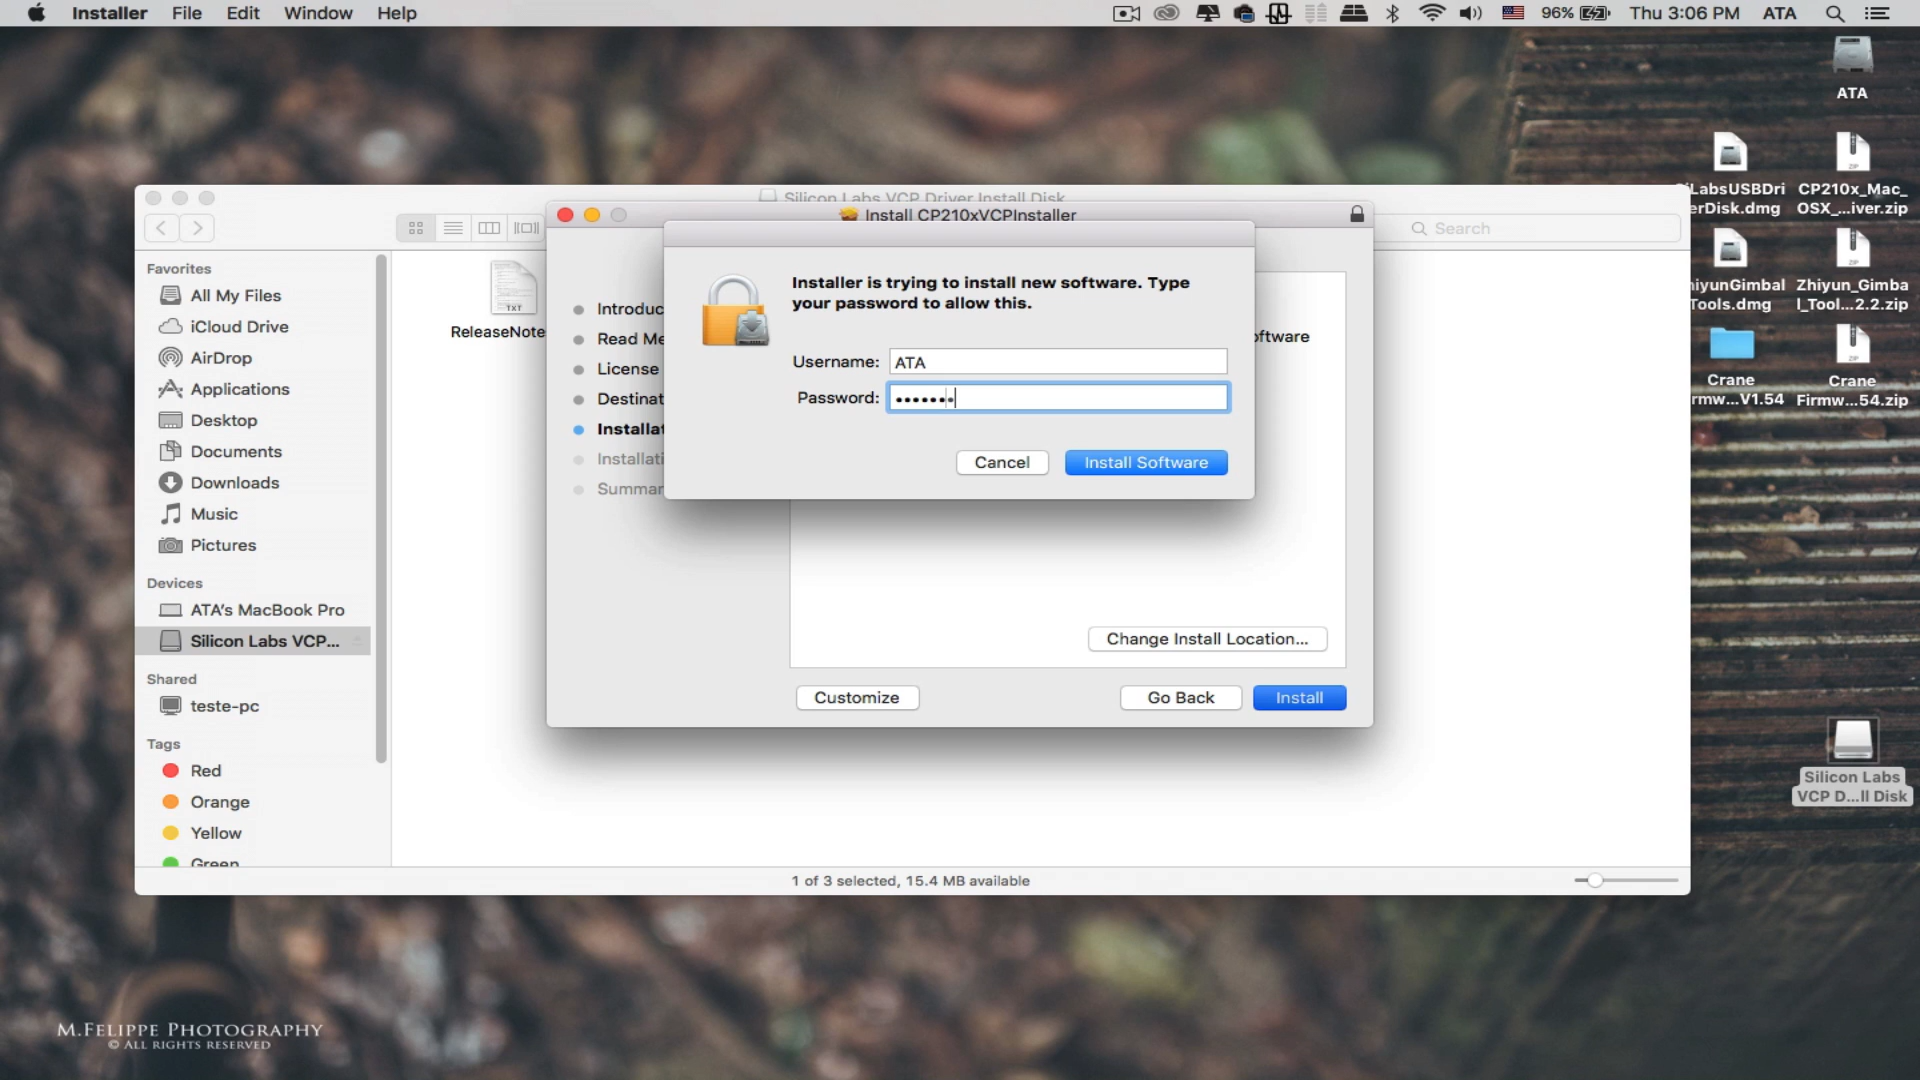 Installer File Edit Window Help 96% Thu 3:06 PM ATA
ATA
LabsUSBDri
erDisk.dmg
CP210x_Mac_
OSX_...iver.zip
iyunGimbal
Tools.dmg
Zhiyun_Gimba
l_Tool...2.2.zip
Crane
rmw...V1.54
Crane
Firmw...54.zip
Silicon Labs
VCP D...ll Disk
Silicon Labs VCP Driver Install Disk
Search
Favorites
All My Files
iCloud Drive
AirDrop
Applications
Desktop
Documents
Downloads
Music
Pictures
Devices
ATA's MacBook Pro
Silicon Labs VCP...
Shared
teste-pc
Tags
Red
Orange
Yellow
Green
TXT
ReleaseNote
1 of 3 selected, 15.4 MB available
Install CP210xVCPInstaller
Introduc
Read Me
License
Destinat
Installat
Installati
Summar
ftware
Change Install Location...
Customize Go Back Install
Installer is trying to install new software. Type
your password to allow this.
Username: ATA
Password: •••••••
Cancel Install Software
M.Felippe Photography
© All Rights Reserved